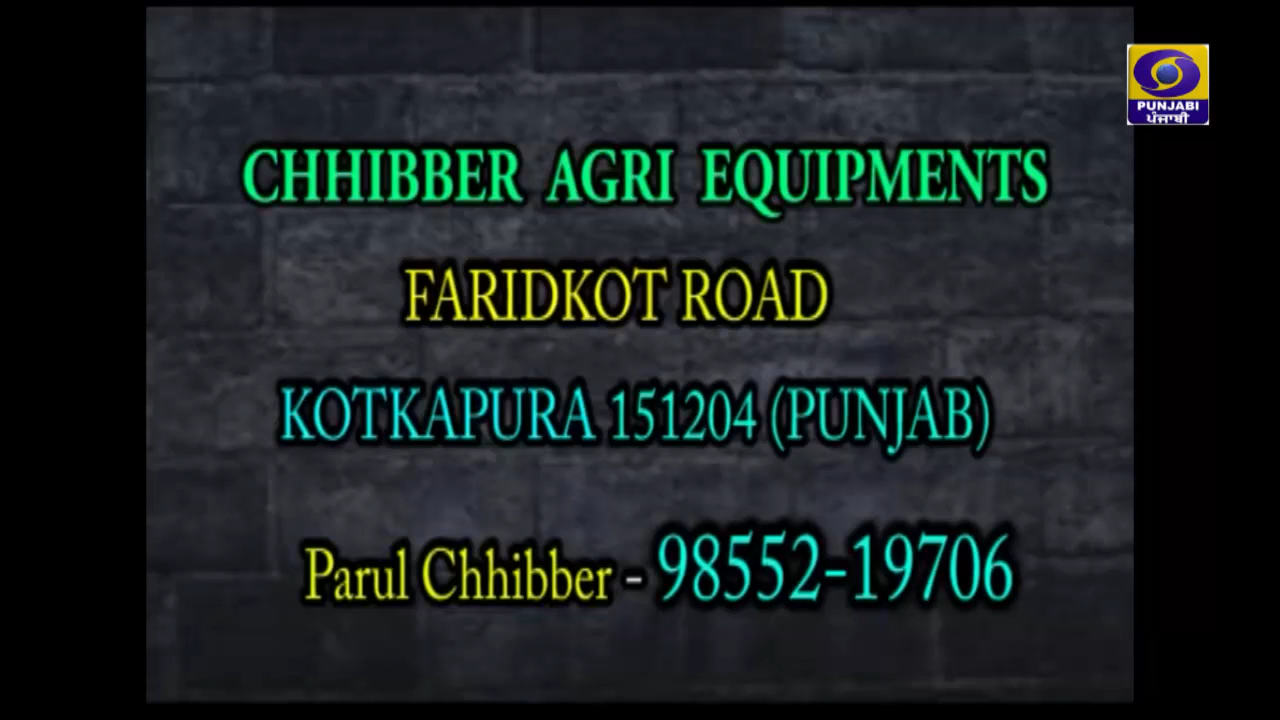 PUNJABI
ਪੰਜਾਬੀ
CHHIBBER AGRI EQUIPMENTS
FARIDKOT ROAD
KOTKAPURA 151204 (PUNJAB)
Parul Chhibber - 98552-19706